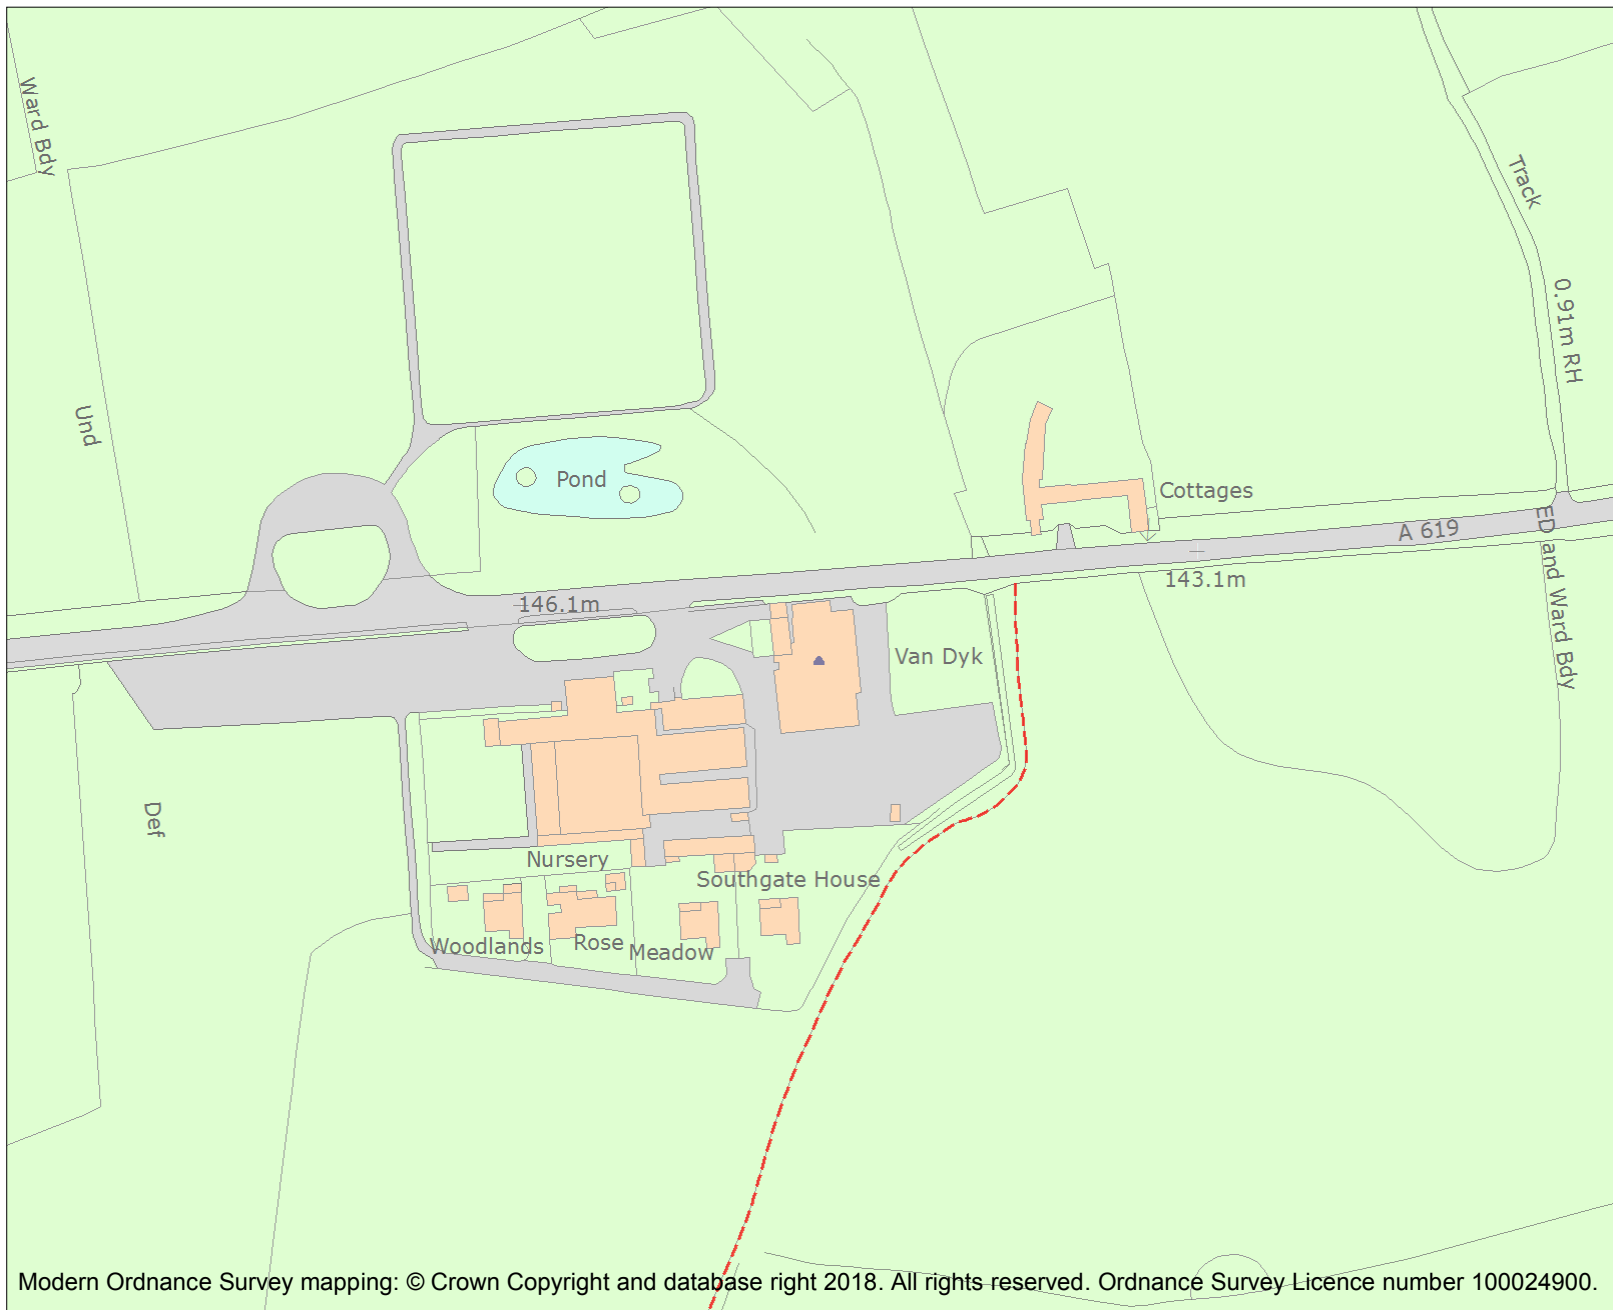 Ward Bdy
Track
0.91m RH
Und
Pond
Cottages
A 619
ED and Ward Bdy
143.1m
146.1m
Van Dyk
Def
Nursery
Southgate House
Woodlands
Rose
Meadow
Modern Ordnance Survey mapping: © Crown Copyright and database right 2018. All rights reserved. Ordnance Survey Licence number 100024900.